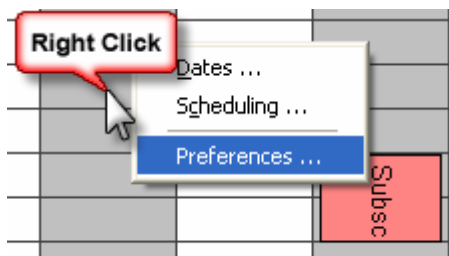 Right Click
Dates ...
Scheduling ...
Preferences ...
Subsc